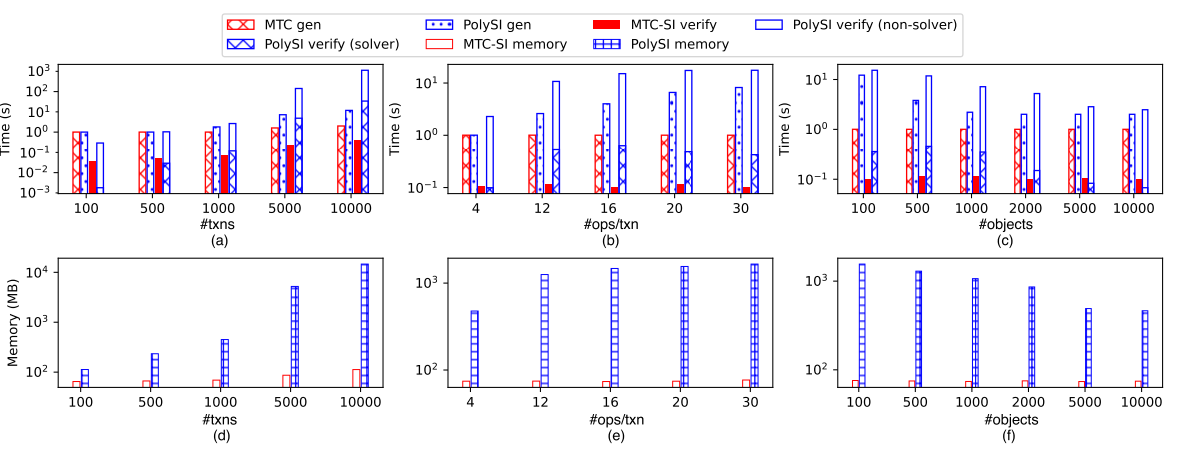 MTC gen PolySI gen MTC-SI verify PolySI verify (non-solver)
PolySI verify (solver) MTC-SI memory PolySI memory
Time (s)
10³
10²
10¹
10⁰
10⁻¹
10⁻²
10⁻³
100 500 1000 5000 10000
#txns
(a)
Time (s)
10¹
10⁰
10⁻¹
4 12 16 20 30
#ops/txn
(b)
Time (s)
10¹
10⁰
10⁻¹
100 500 1000 2000 5000 10000
#objects
(c)
Memory (MB)
10⁴
10³
10²
100 500 1000 5000 10000
#txns
(d)
10³
10²
4 12 16 20 30
#ops/txn
(e)
10³
10²
100 500 1000 2000 5000 10000
#objects
(f)